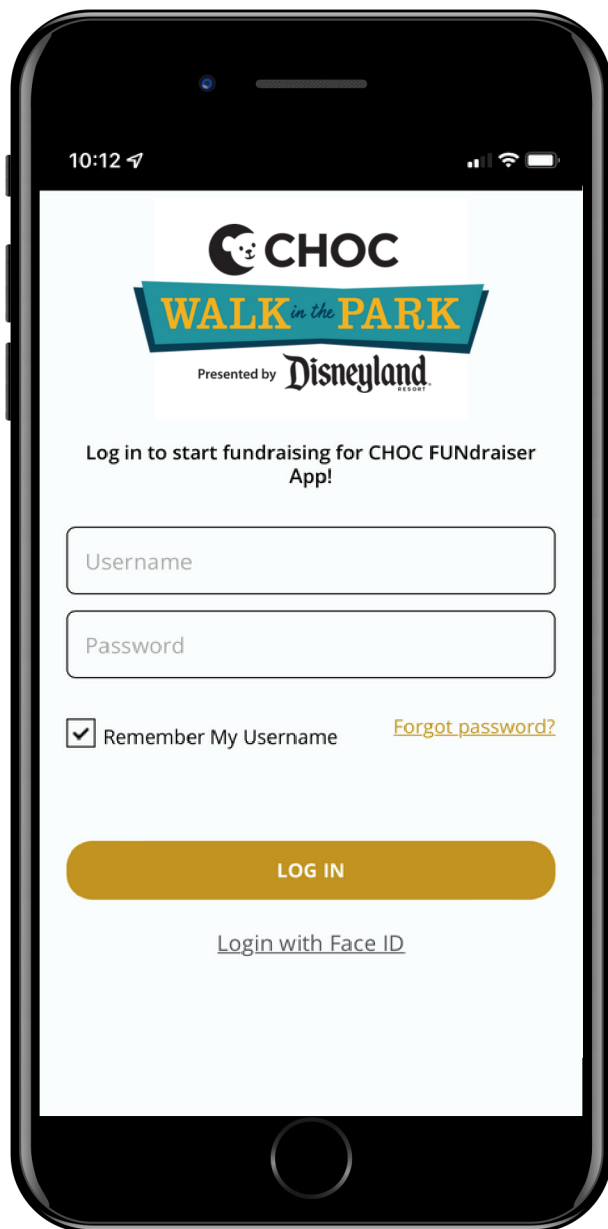 10:12
CHOC
WALK in the PARK
Presented by Disneyland
RESORT
Log in to start fundraising for CHOC FUNdraiser
App!
Username
Password
Remember My Username
Forgot password?
LOG IN
Login with Face ID